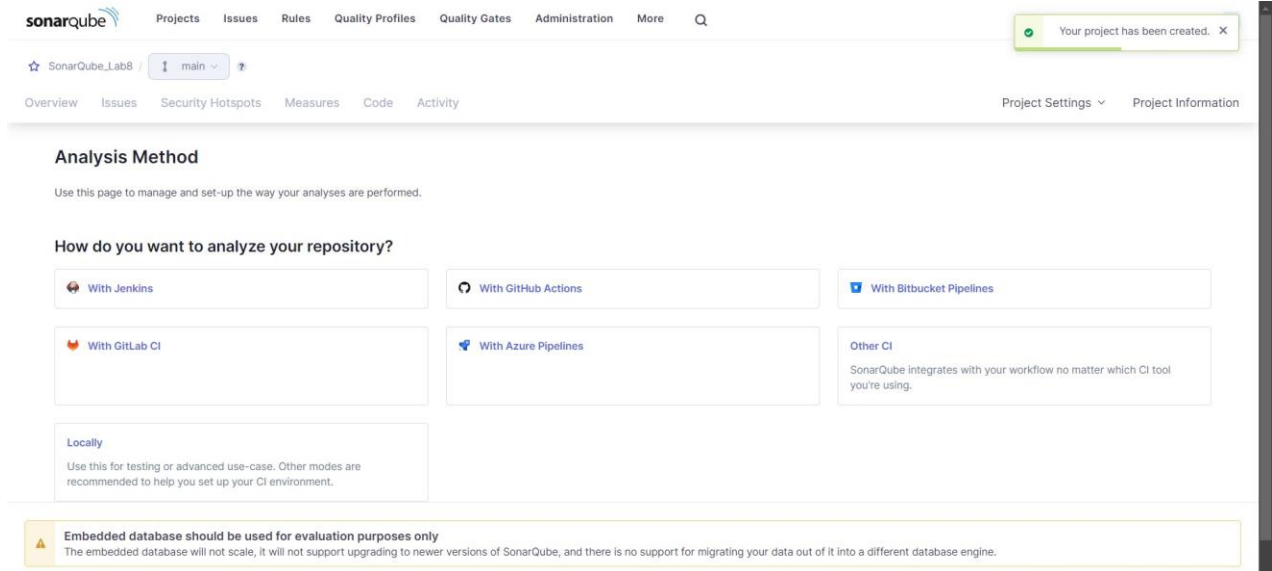 sonarqube
Projects Issues Rules Quality Profiles Quality Gates Administration More
Your project has been created.
SonarQube_Lab8 / main ?
Overview Issues Security Hotspots Measures Code Activity Project Settings Project Information
Analysis Method
Use this page to manage and set-up the way your analyses are performed.
How do you want to analyze your repository?
With Jenkins
With GitHub Actions
With Bitbucket Pipelines
With GitLab CI
With Azure Pipelines
Other CI
SonarQube integrates with your workflow no matter which CI tool
you're using.
Locally
Use this for testing or advanced use-case. Other modes are
recommended to help you set up your CI environment.
Embedded database should be used for evaluation purposes only
The embedded database will not scale, it will not support upgrading to newer versions of SonarQube, and there is no support for migrating your data out of it into a different database engine.